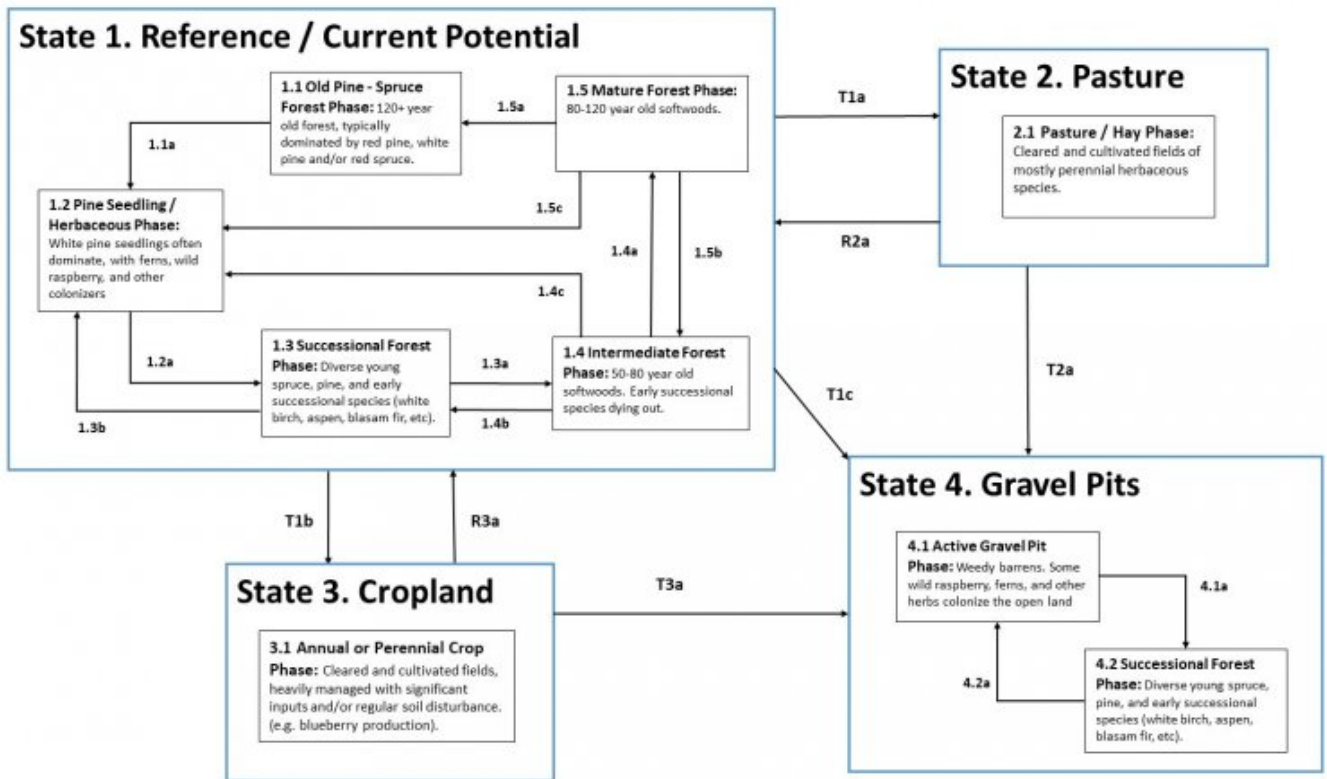 State 1. Reference / Current Potential
1.1 Old Pine - Spruce
Forest Phase: 120+ year
old forest, typically
dominated by red pine, white
pine and/or red spruce.
1.5a
1.5 Mature Forest Phase:
80-120 year old softwoods.
1.1a
1.2 Pine Seedling /
Herbaceous Phase:
White pine seedlings often
dominate, with ferns, wild
raspberry, and other
colonizers
1.5c
1.4a
1.5b
1.4c
1.2a
1.3 Successional Forest
Phase: Diverse young
spruce, pine, and early
successional species (white
birch, aspen, blasam fir, etc).
1.3a
1.4 Intermediate Forest
Phase: 50-80 year old
softwoods. Early successional
species dying out.
1.3b
1.4b
T1a
State 2. Pasture
2.1 Pasture / Hay Phase:
Cleared and cultivated fields of
mostly perennial herbaceous
species.
R2a
T2a
T1c
T1b
R3a
State 3. Cropland
3.1 Annual or Perennial Crop
Phase: Cleared and cultivated fields,
heavily managed with significant
inputs and/or regular soil disturbance.
(e.g. blueberry production).
T3a
State 4. Gravel Pits
4.1 Active Gravel Pit
Phase: Weedy barrens. Some
wild raspberry, ferns, and other
herbs colonize the open land
4.1a
4.2a
4.2 Successional Forest
Phase: Diverse young spruce,
pine, and early successional
species (white birch, aspen,
blasam fir, etc).